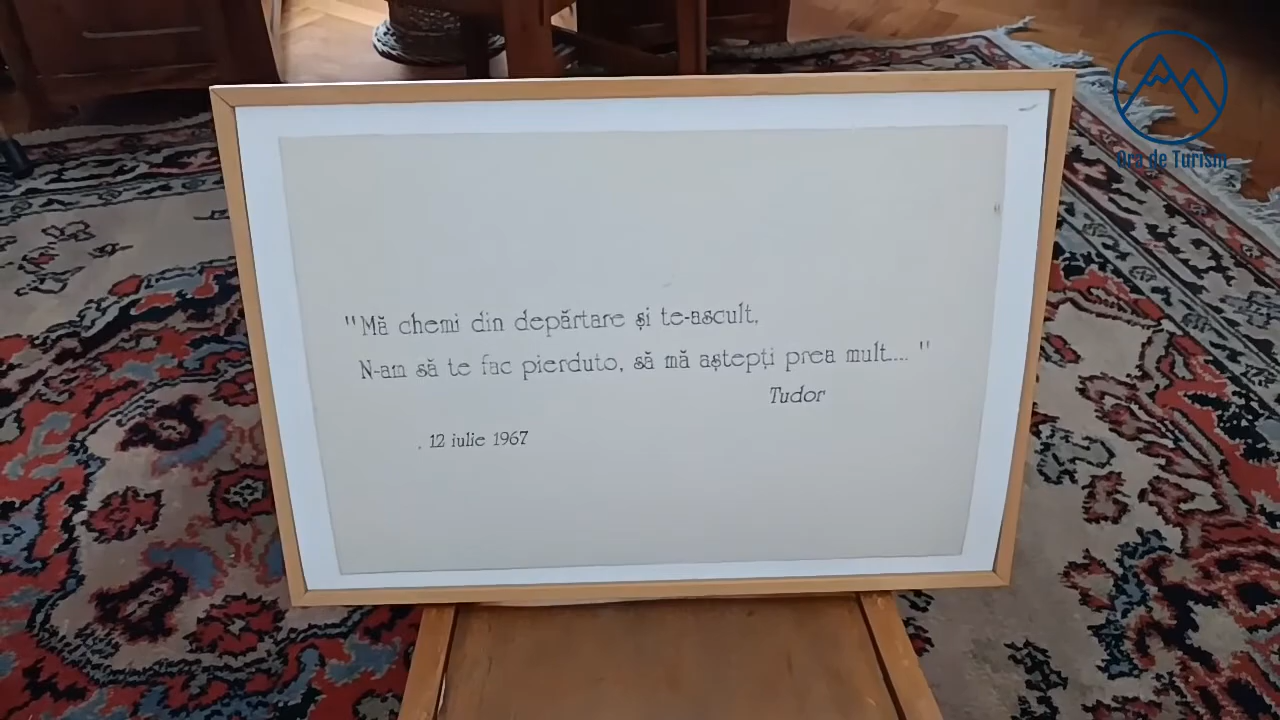 "Mă chemi din depărtare și te-ascult,
N-am să te fac pierduto, să mă aștepți prea mult.... "
Tudor
. 12 iulie 1967
Ora de Turism